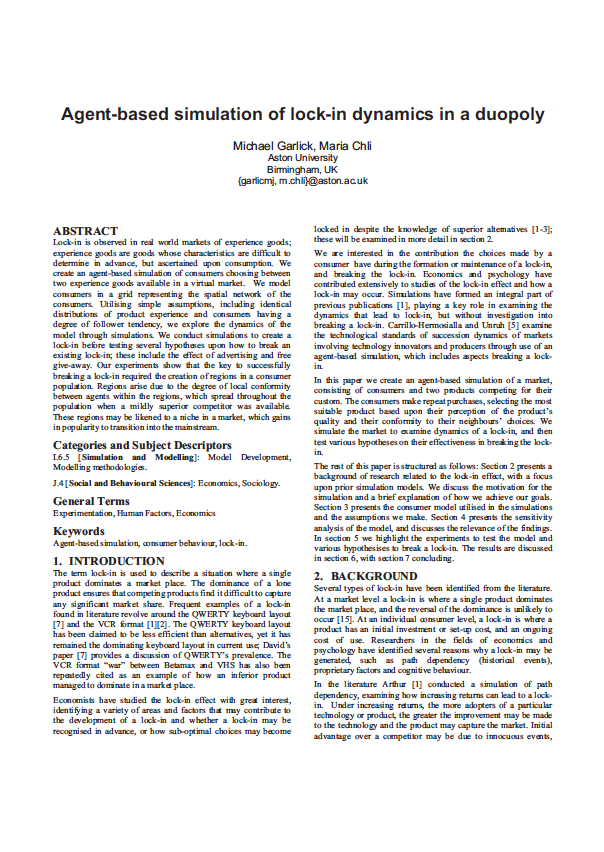 Agent-based simulation of lock-in dynamics in a duopoly
Michael Garlick, Maria Chli
Aston University
Birmingham, UK
{garlicmj, m.chli}@aston.ac.uk
ABSTRACT
Lock-in is observed in real world markets of experience goods;
experience goods are goods whose characteristics are difficult to
determine in advance, but ascertained upon consumption. We
create an agent-based simulation of consumers choosing between
two experience goods available in a virtual market. We model
consumers in a grid representing the spatial network of the
consumers. Utilising simple assumptions, including identical
distributions of product experience and consumers having a
degree of follower tendency, we explore the dynamics of the
model through simulations. We conduct simulations to create a
lock-in before testing several hypotheses upon how to break an
existing lock-in; these include the effect of advertising and free
give-away. Our experiments show that the key to successfully
breaking a lock-in required the creation of regions in a consumer
population. Regions arise due to the degree of local conformity
between agents within the regions, which spread throughout the
population when a mildly superior competitor was available.
These regions may be likened to a niche in a market, which gains
in popularity to transition into the mainstream.
Categories and Subject Descriptors
I.6.5 [Simulation and Modelling]: Model Development,
Modelling methodologies.
J.4 [Social and Behavioural Sciences]: Economics, Sociology.
General Terms
Experimentation, Human Factors, Economics
Keywords
Agent-based simulation, consumer behaviour, lock-in.
1. INTRODUCTION
The term lock-in is used to describe a situation where a single
product dominates a market place. The dominance of a lone
product ensures that competing products find it difficult to capture
any significant market share. Frequent examples of a lock-in
found in literature revolve around the QWERTY keyboard layout
[7] and the VCR format [1][2]. The QWERTY keyboard layout
has been claimed to be less efficient than alternatives, yet it has
remained the dominating keyboard layout in current use; David's
paper [7] provides a discussion of QWERTY's prevalence. The
VCR format “war” between Betamax and VHS has also been
repeatedly cited as an example of how an inferior product
managed to dominate in a market place.
Economists have studied the lock-in effect with great interest,
identifying a variety of areas and factors that may contribute to
the development of a lock-in and whether a lock-in may be
recognised in advance, or how sub-optimal choices may become
locked in despite the knowledge of superior alternatives [1-3];
these will be examined in more detail in section 2.
We are interested in the contribution the choices made by a
consumer have during the formation or maintenance of a lock-in,
and breaking the lock-in. Economics and psychology have
contributed extensively to studies of the lock-in effect and how a
lock-in may occur. Simulations have formed an integral part of
previous publications [1], playing a key role in examining the
dynamics that lead to lock-in, but without investigation into
breaking a lock-in. Carrillo-Hermosialla and Unruh [5] examine
the technological standards of succession dynamics of markets
involving technology innovators and producers through use of an
agent-based simulation, which includes aspects breaking a lock-
in.
In this paper we create an agent-based simulation of a market,
consisting of consumers and two products competing for their
custom. The consumers make repeat purchases, selecting the most
suitable product based upon their perception of the product's
quality and their conformity to their neighbours' choices. We
simulate the market to examine dynamics of a lock-in, and then
test various hypotheses on their effectiveness in breaking the lock-
in.
The rest of this paper is structured as follows: Section 2 presents a
background of research related to the lock-in effect, with a focus
upon prior simulation models. We discuss the motivation for the
simulation and a brief explanation of how we achieve our goals.
Section 3 presents the consumer model utilised in the simulations
and the assumptions we make. Section 4 presents the sensitivity
analysis of the model, and discusses the relevance of the findings.
In section 5 we highlight the experiments to test the model and
various hypothesises to break a lock-in. The results are discussed
in section 6, with section 7 concluding.
2. BACKGROUND
Several types of lock-in have been identified from the literature.
At a market level a lock-in is where a single product dominates
the market place, and the reversal of the dominance is unlikely to
occur [15]. At an individual consumer level, a lock-in is where a
product has an initial investment or set-up cost, and an ongoing
cost of use. Researchers in the fields of economics and
psychology have identified several reasons why a lock-in may be
generated, such as path dependency (historical events),
proprietary factors and cognitive behaviour.
In the literature Arthur [1] conducted a simulation of path
dependency, examining how increasing returns can lead to a lock-
in. Under increasing returns, the more adopters of a particular
technology or product, the greater the improvement may be made
to the technology and the product may capture the market. Initial
advantage over a competitor may be due to innocuous events,